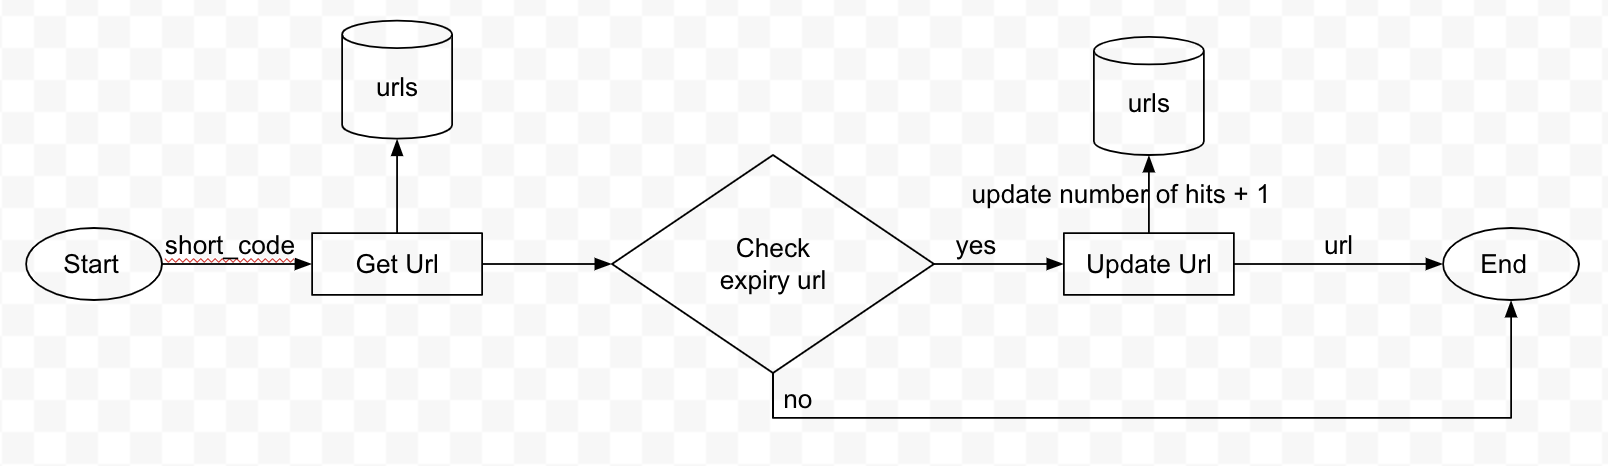 urls
urls
update number of hits + 1
Start
short_code
Get Url
Check
expiry url
yes
Update Url
url
End
no